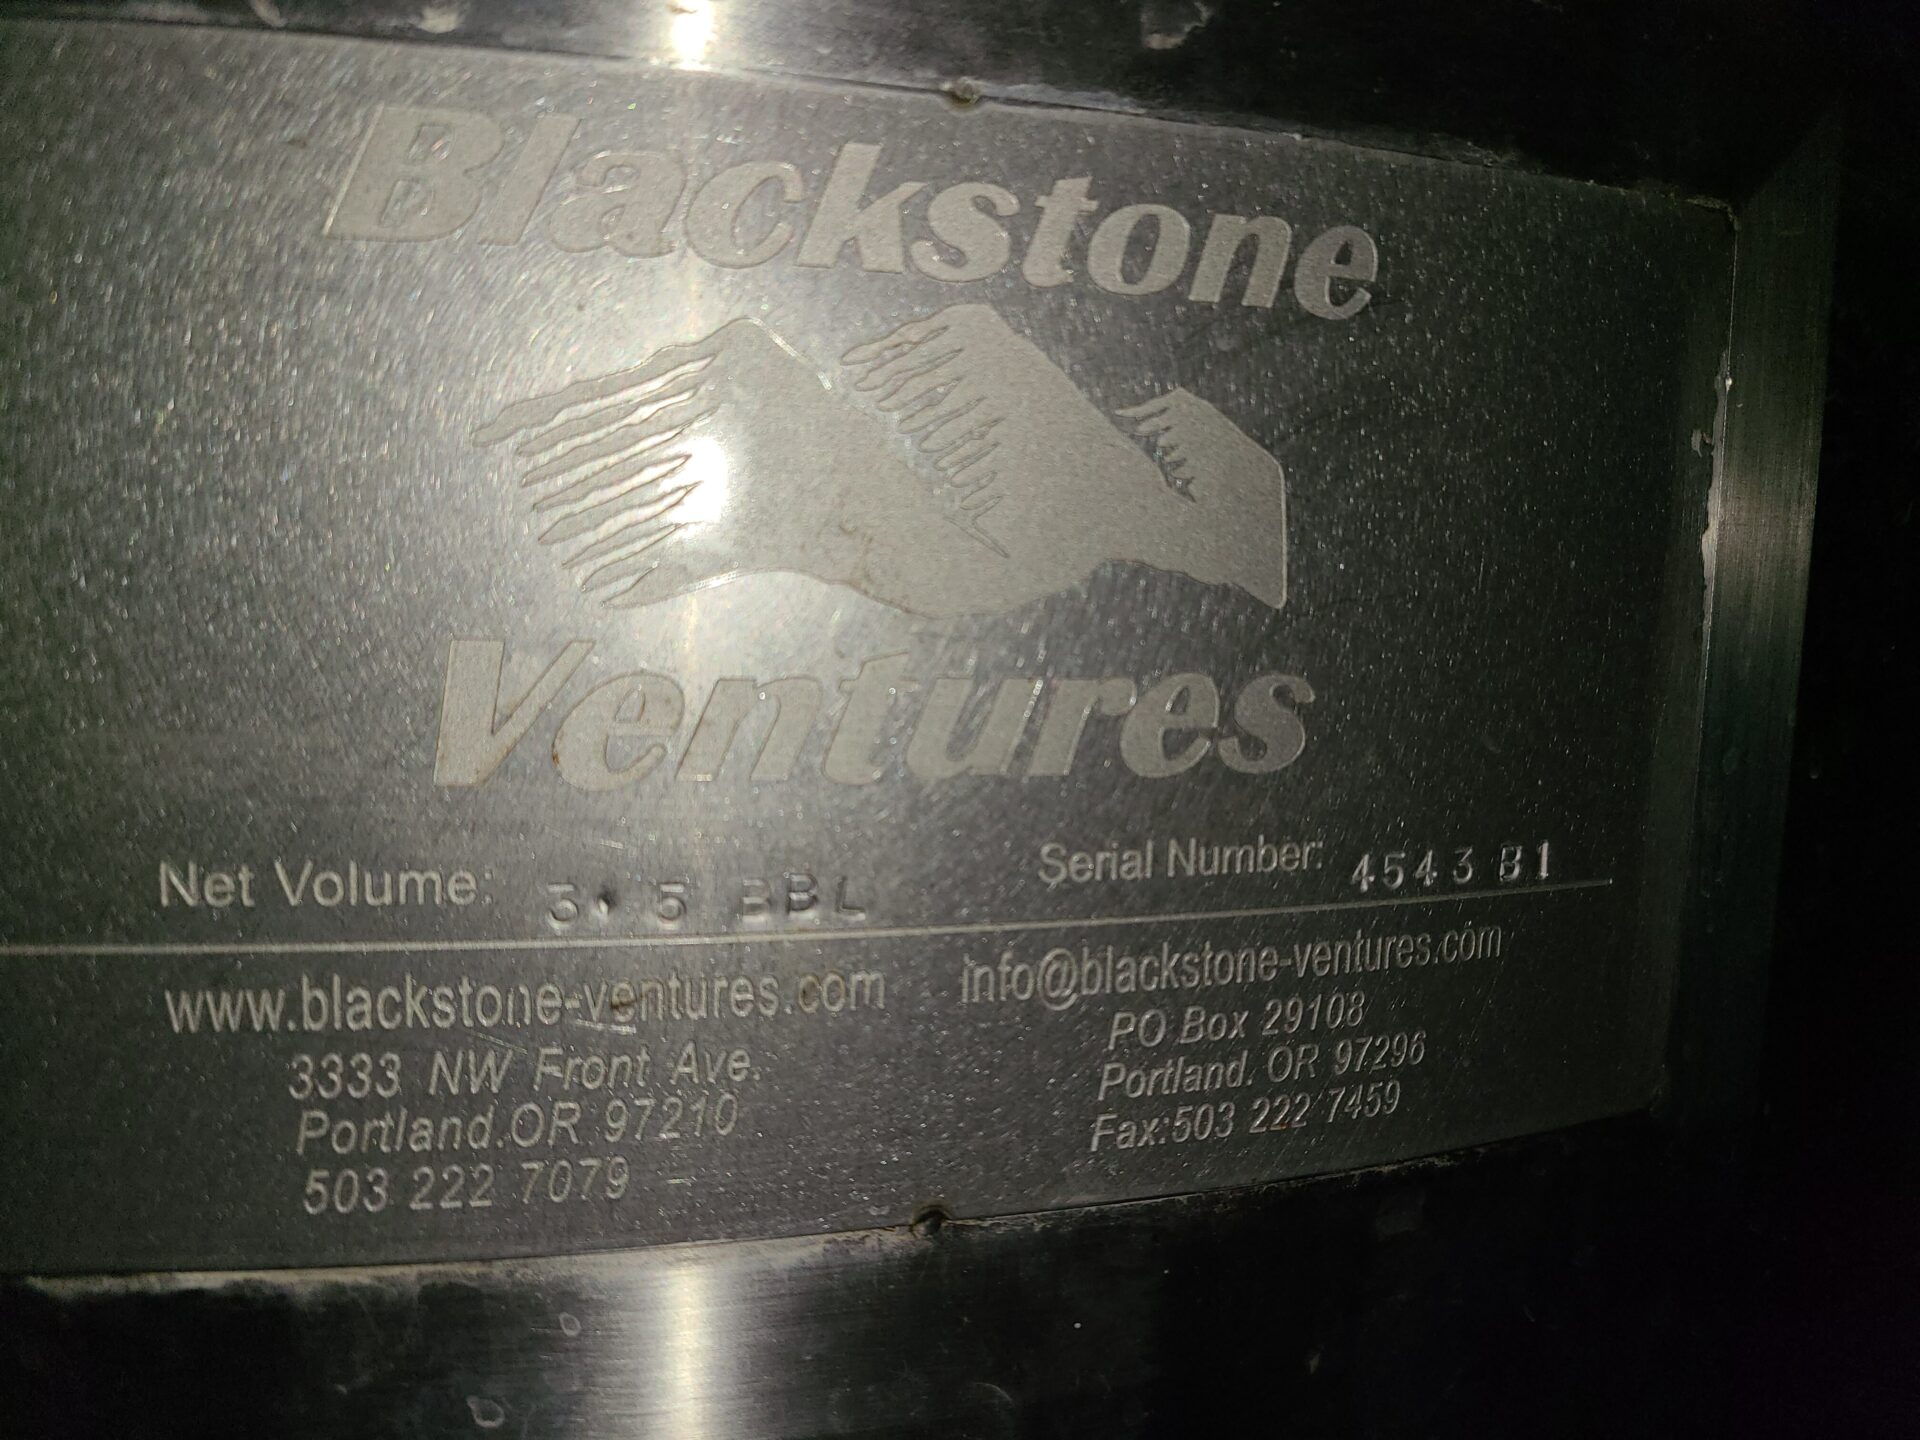 Blackstone
Ventures
Net Volume: 3.5 BBL
Serial Number: 4543 B1
www.blackstone-ventures.com
3333 NW Front Ave.
Portland.OR 97210
503 222 7079
info@blackstone-ventures.com
PO Box 29108
Portland. OR 97296
Fax:503 222 7459